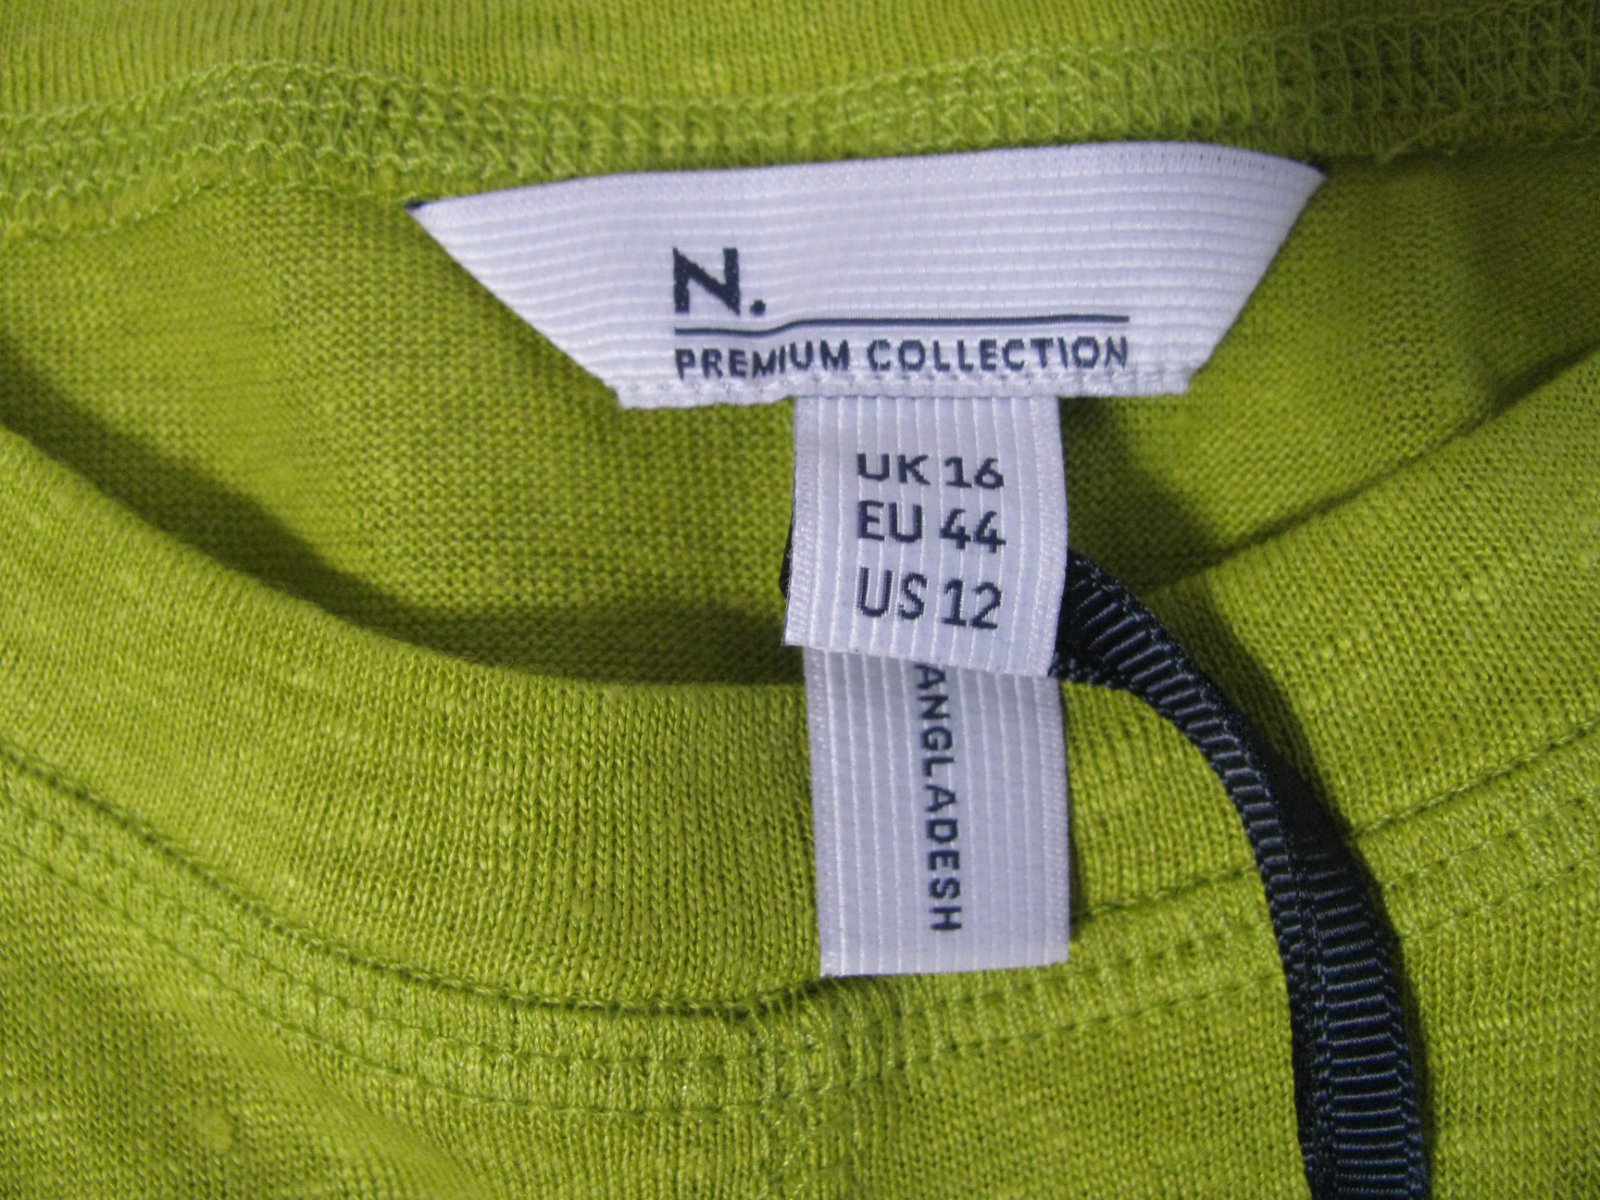 N.
PREMIUM COLLECTION
UK 16
EU 44
US 12
ANGLADESH